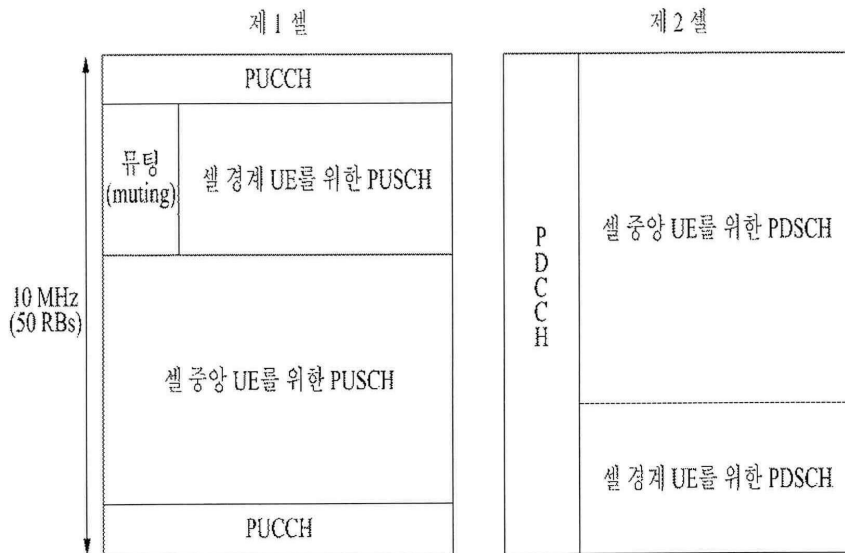 제 1 셀
PUCCH
뮤팅
(muting)
셀 경계 UE를 위한 PUSCH
10 MHz
(50 RBs)
셀 중앙 UE를 위한 PUSCH
PUCCH
제 2 셀
P
D
C
C
H
셀 중앙 UE를 위한 PDSCH
셀 경계 UE를 위한 PDSCH